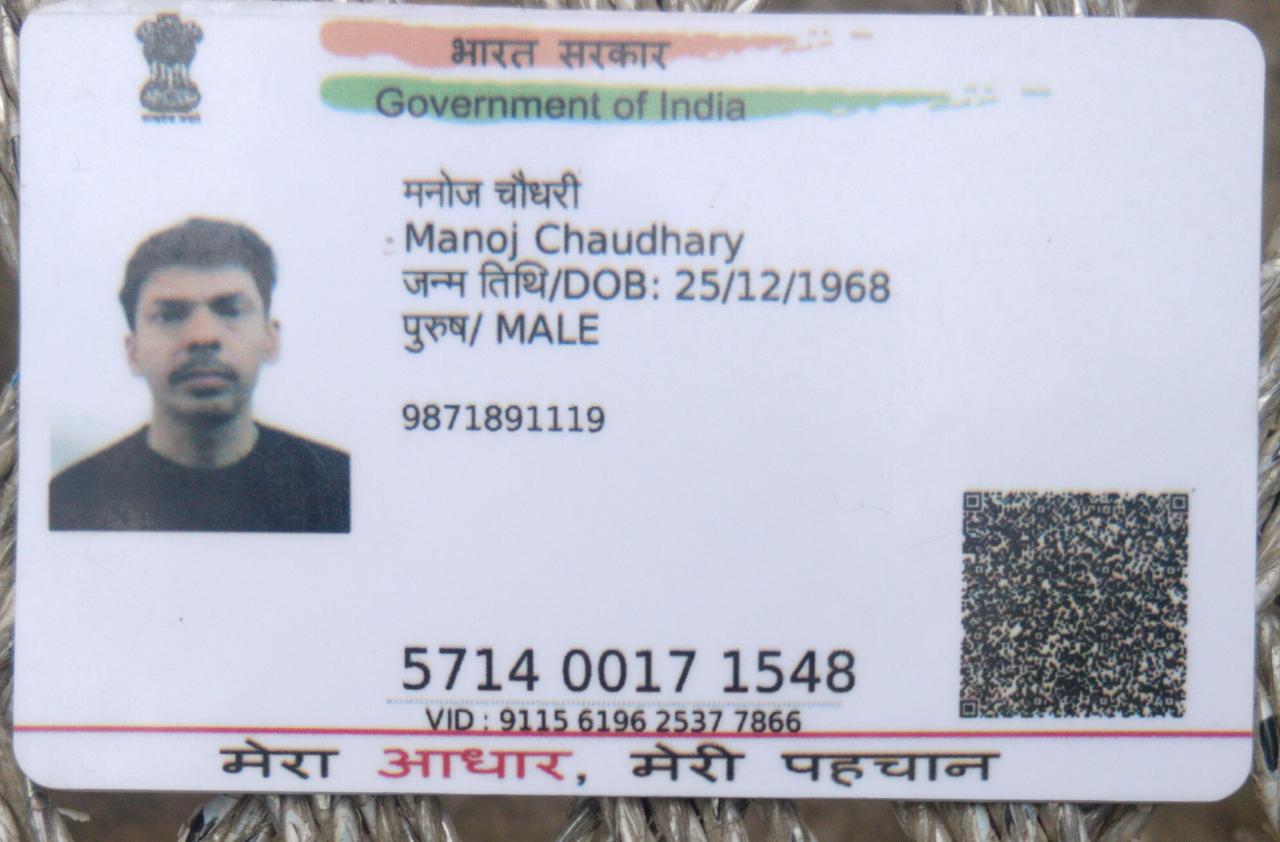 भारत सरकार
Government of India
मनोज चौधरी
Manoj Chaudhary
जन्म तिथि/DOB: 25/12/1968
पुरुष/ MALE
9871891119
5714 0017 1548
VID : 9115 6196 2537 7866
मेरा आधार, मेरी पहचान